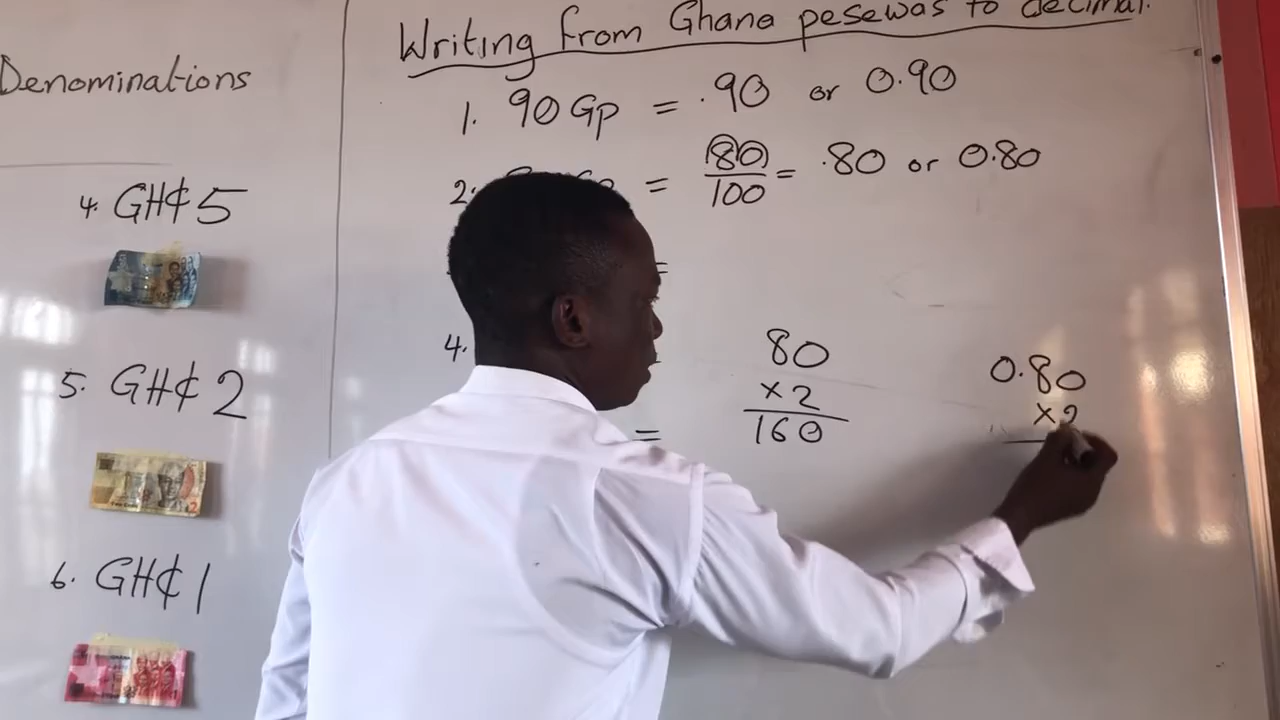 Denominations
4. GH₵ 5
5. GH₵ 2
6. GH₵ 1
Writing from Ghana pesewas to decimal.
1. 90 Gp = .90 or 0.90
2. = 80/100 = .80 or 0.80
=
4.
=
80
×2
160
0.80
×2